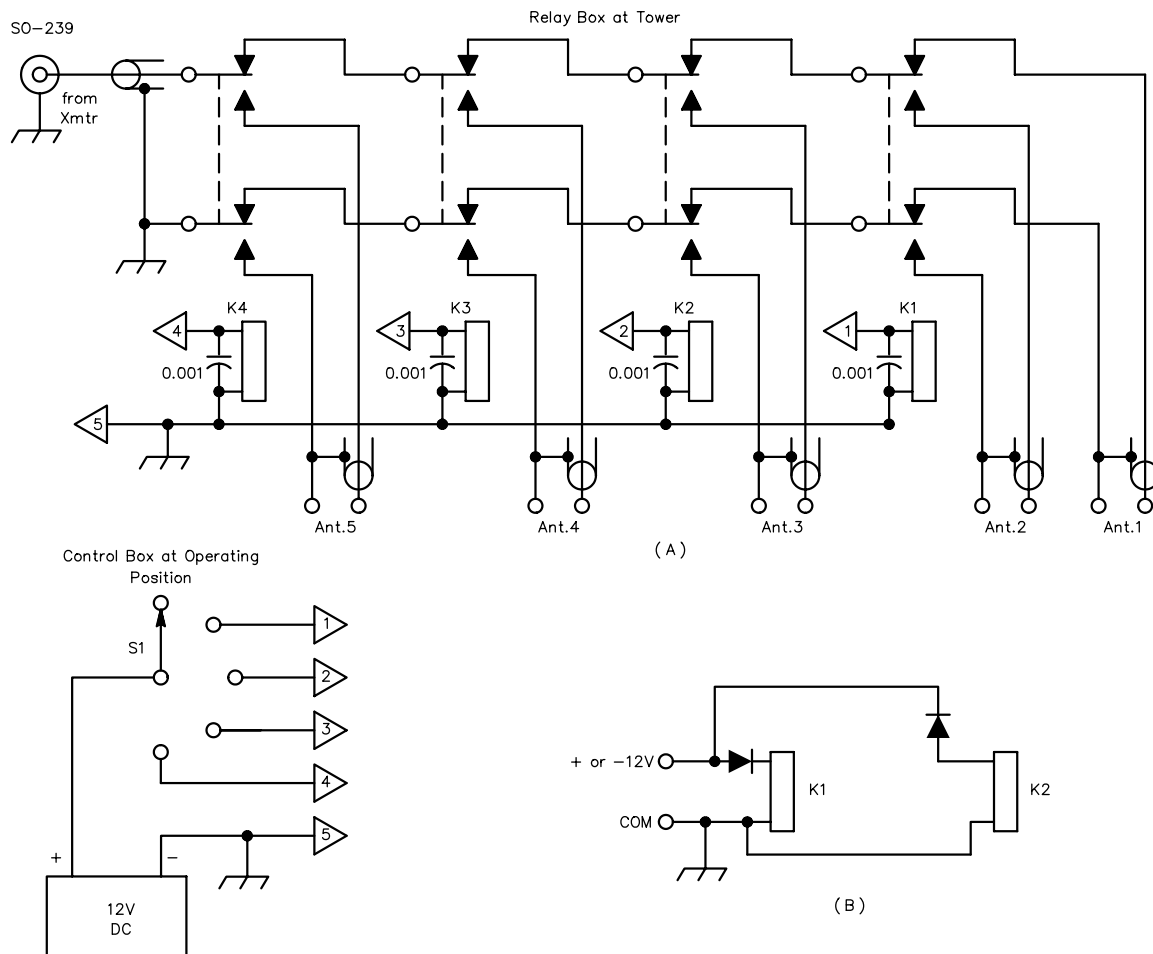 Relay Box at Tower
SO-239
from
Xmtr
K4
K3
K2
K1
4
3
2
1
0.001
0.001
0.001
0.001
5
Ant.5
Ant.4
Ant.3
Ant.2
Ant.1
(A)
Control Box at Operating
Position
S1
1
2
3
4
5
+
-
12V
DC
+ or -12V
COM
K1
K2
(B)